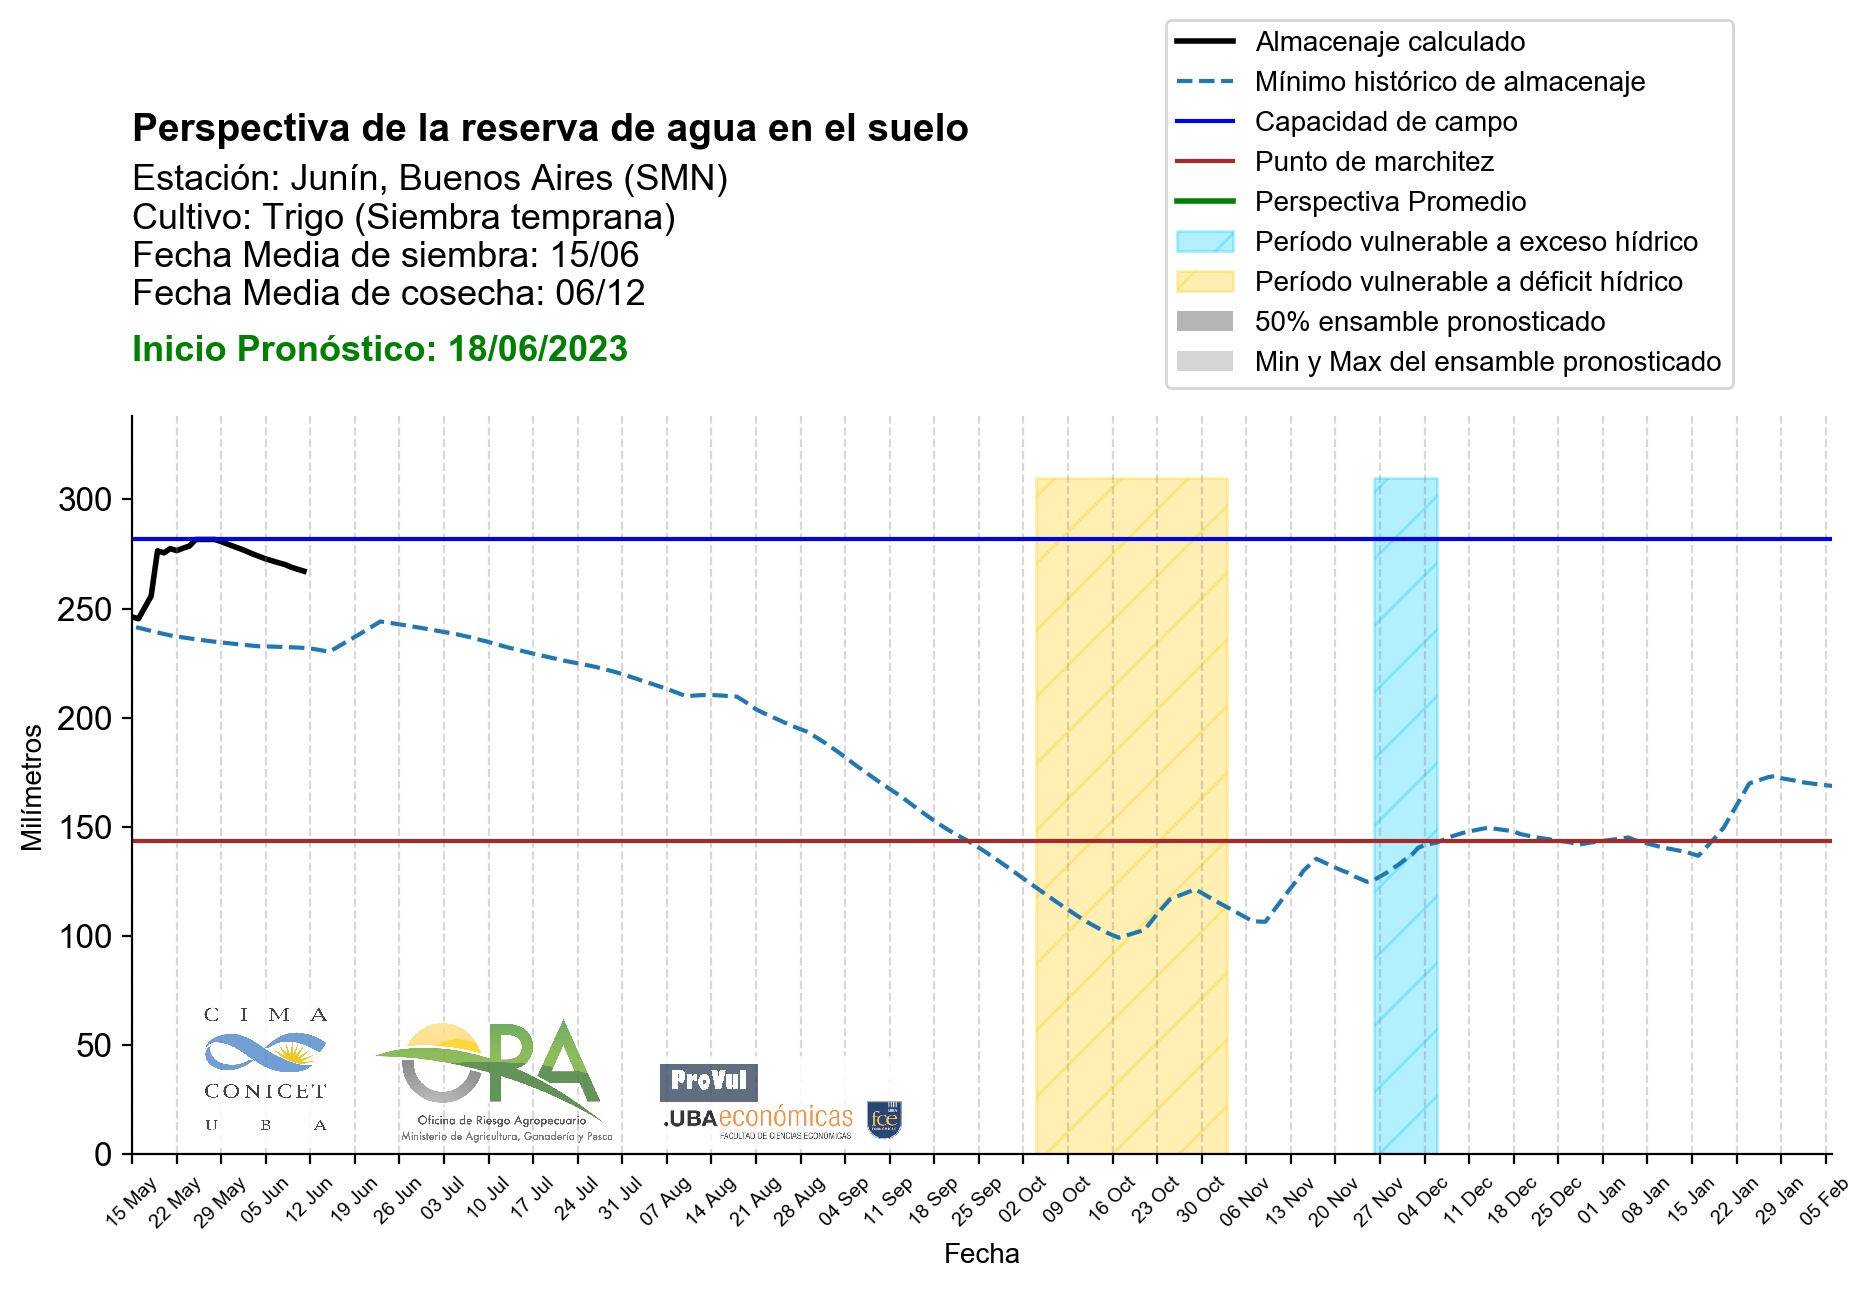 Almacenaje calculado
Mínimo histórico de almacenaje
Capacidad de campo
Punto de marchitez
Perspectiva Promedio
Período vulnerable a exceso hídrico
Período vulnerable a déficit hídrico
50% ensamble pronosticado
Min y Max del ensamble pronosticado
Perspectiva de la reserva de agua en el suelo
Estación: Junín, Buenos Aires (SMN)
Cultivo: Trigo (Siembra temprana)
Fecha Media de siembra: 15/06
Fecha Media de cosecha: 06/12
Inicio Pronóstico: 18/06/2023
Milímetros
300
250
200
150
100
50
0
C I M A
CONICET
U B A
ORA
Oficina de Riesgo Agropecuario
Ministerio de Agricultura, Ganadería y Pesca
ProVul
.UBAeconómicas
FACULTAD DE CIENCIAS ECONÓMICAS
UBA
fce
ECONÓMICAS
15 May
22 May
29 May
05 Jun
12 Jun
19 Jun
26 Jun
03 Jul
10 Jul
17 Jul
24 Jul
31 Jul
07 Aug
14 Aug
21 Aug
28 Aug
04 Sep
11 Sep
18 Sep
25 Sep
02 Oct
09 Oct
16 Oct
23 Oct
30 Oct
06 Nov
13 Nov
20 Nov
27 Nov
04 Dec
11 Dec
18 Dec
25 Dec
01 Jan
08 Jan
15 Jan
22 Jan
29 Jan
05 Feb
Fecha